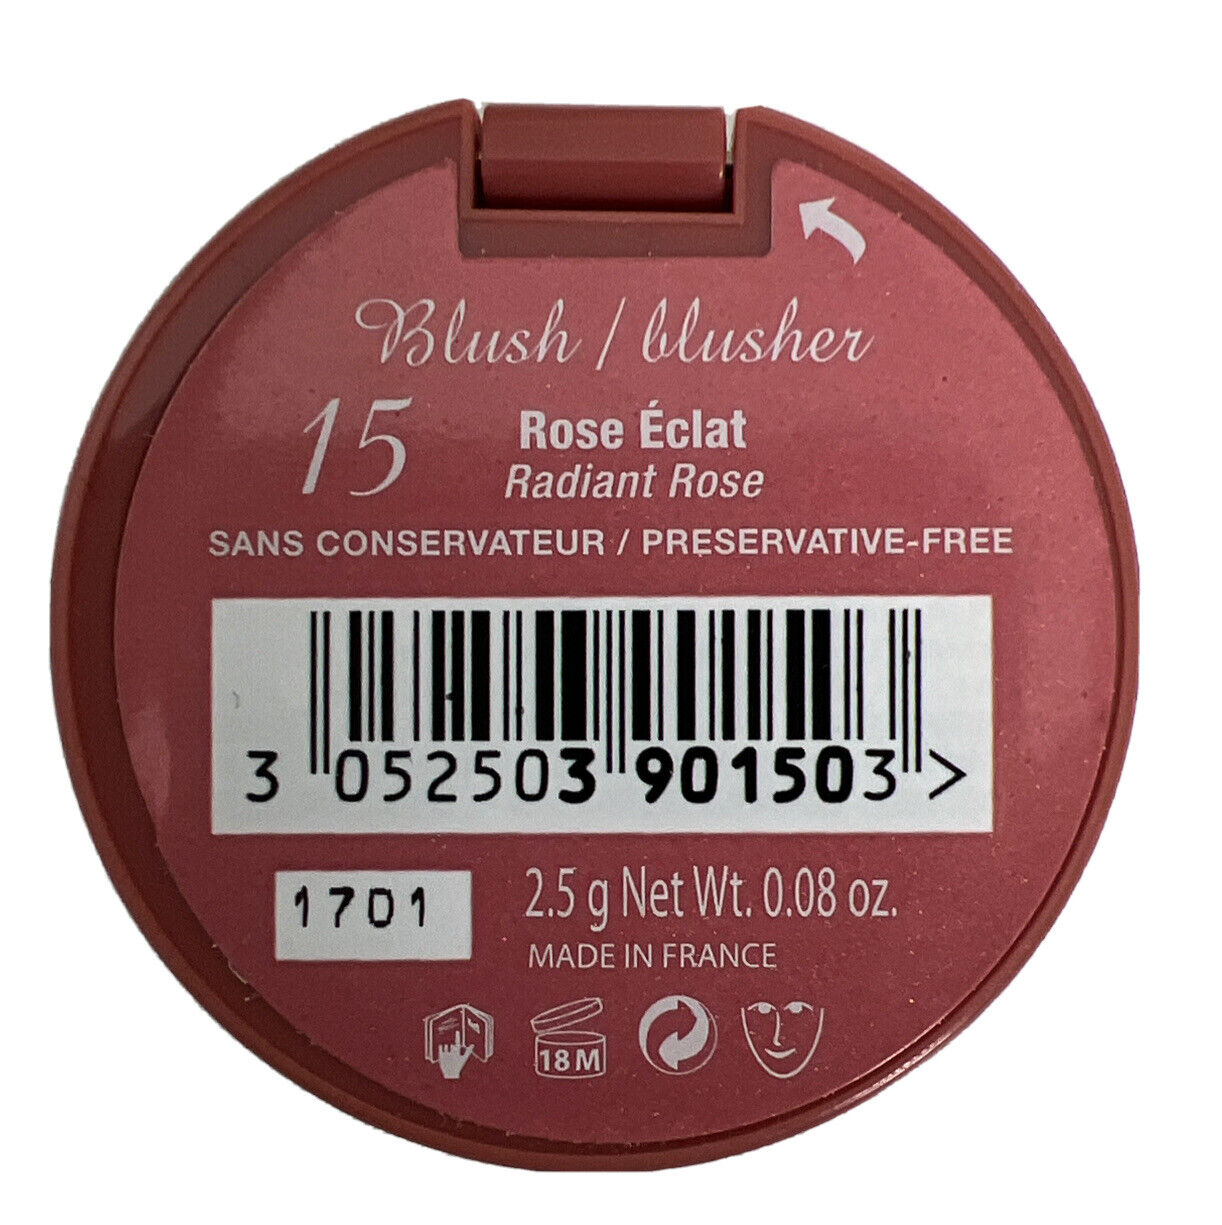 Blush / blusher
15 Rose Éclat
Radiant Rose
SANS CONSERVATEUR / PRESERVATIVE-FREE
3 052503 901503 >
1701
2.5 g Net Wt. 0.08 oz.
MADE IN FRANCE
18M